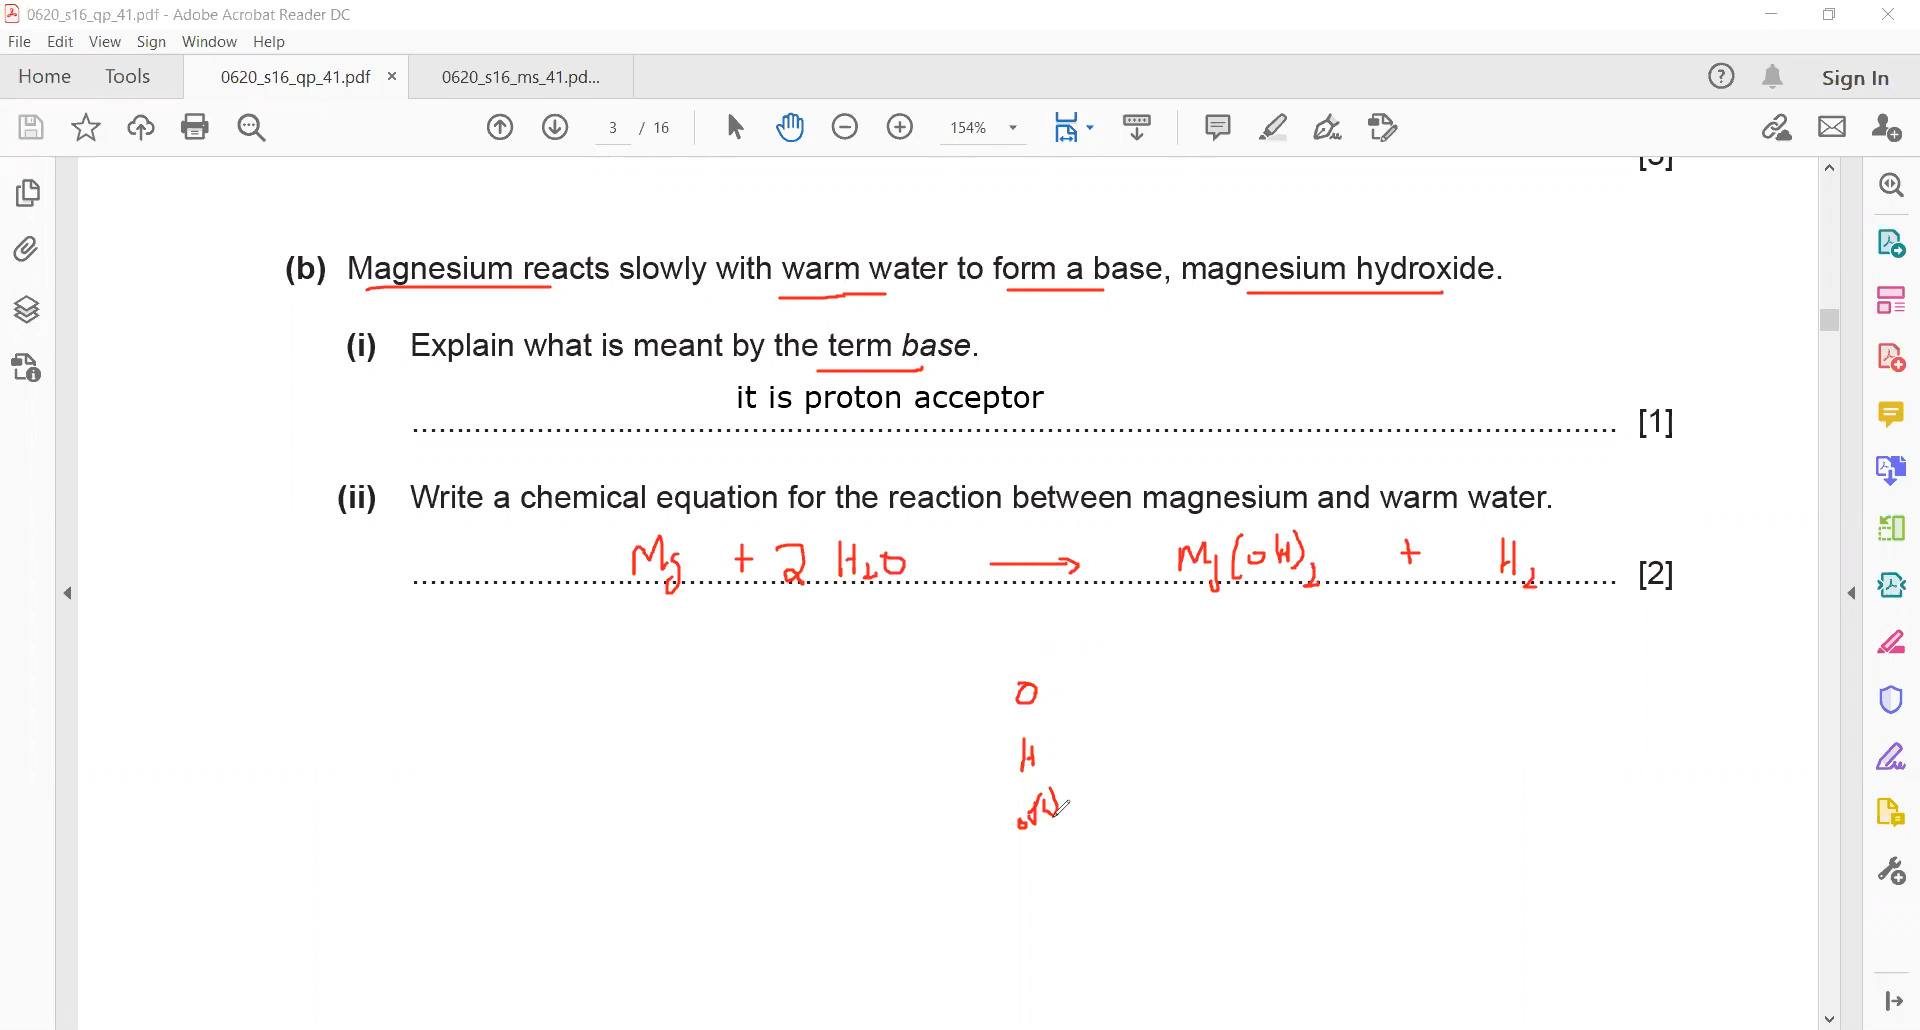 0620_s16_qp_41.pdf - Adobe Acrobat Reader DC
File Edit View Sign Window Help
Home Tools 0620_s16_qp_41.pdf × 0620_s16_ms_41.pd... Sign In
3 / 16 154%
(b) Magnesium reacts slowly with warm water to form a base, magnesium hydroxide.
(i) Explain what is meant by the term base.
it is proton acceptor
[1]
(ii) Write a chemical equation for the reaction between magnesium and warm water.
Mg + 2 H₂O → Mg(OH)₂ + H₂
[2]
O
H